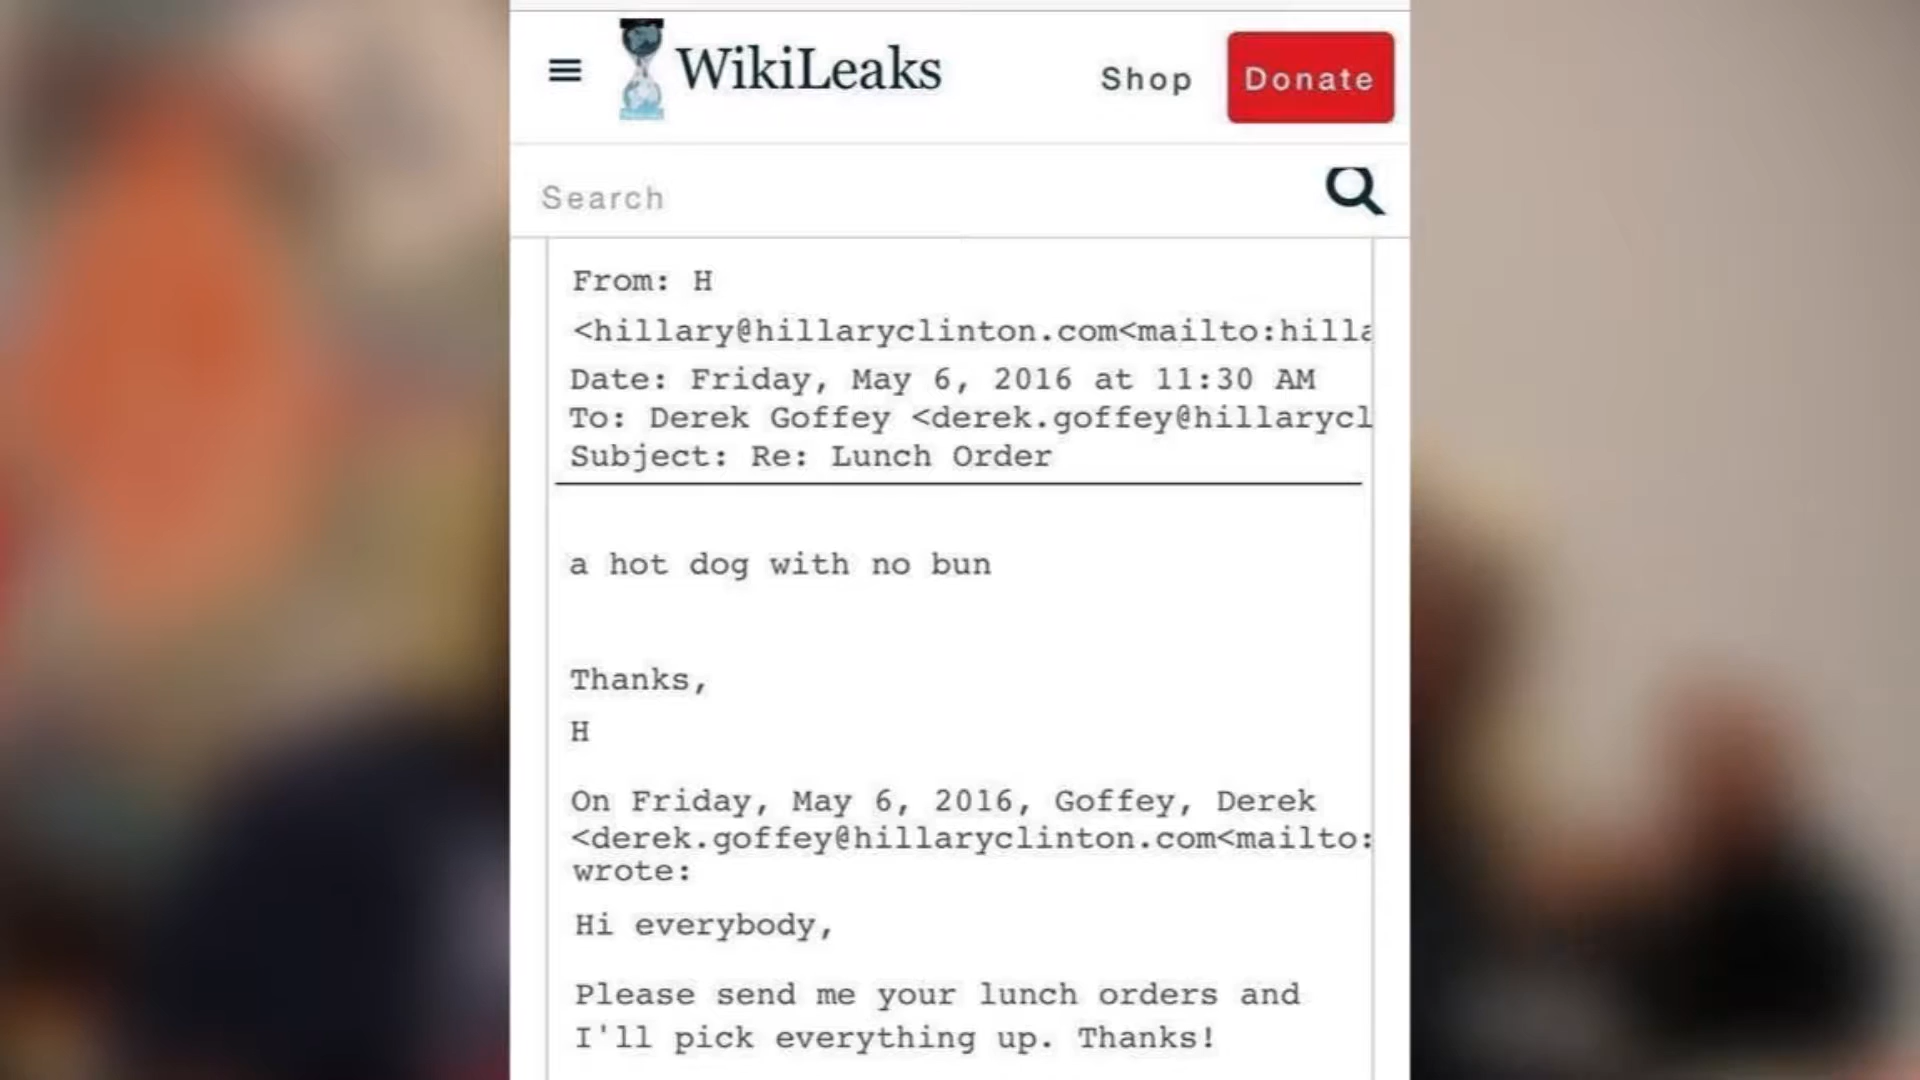 WikiLeaks Shop Donate
Search
From: H
<hillary@hillaryclinton.com<mailto:hilla
Date: Friday, May 6, 2016 at 11:30 AM
To: Derek Goffey <derek.goffey@hillarycl
Subject: Re: Lunch Order
a hot dog with no bun
Thanks,
H
On Friday, May 6, 2016, Goffey, Derek
<derek.goffey@hillaryclinton.com<mailto:
wrote:
Hi everybody,
Please send me your lunch orders and
I'll pick everything up. Thanks!